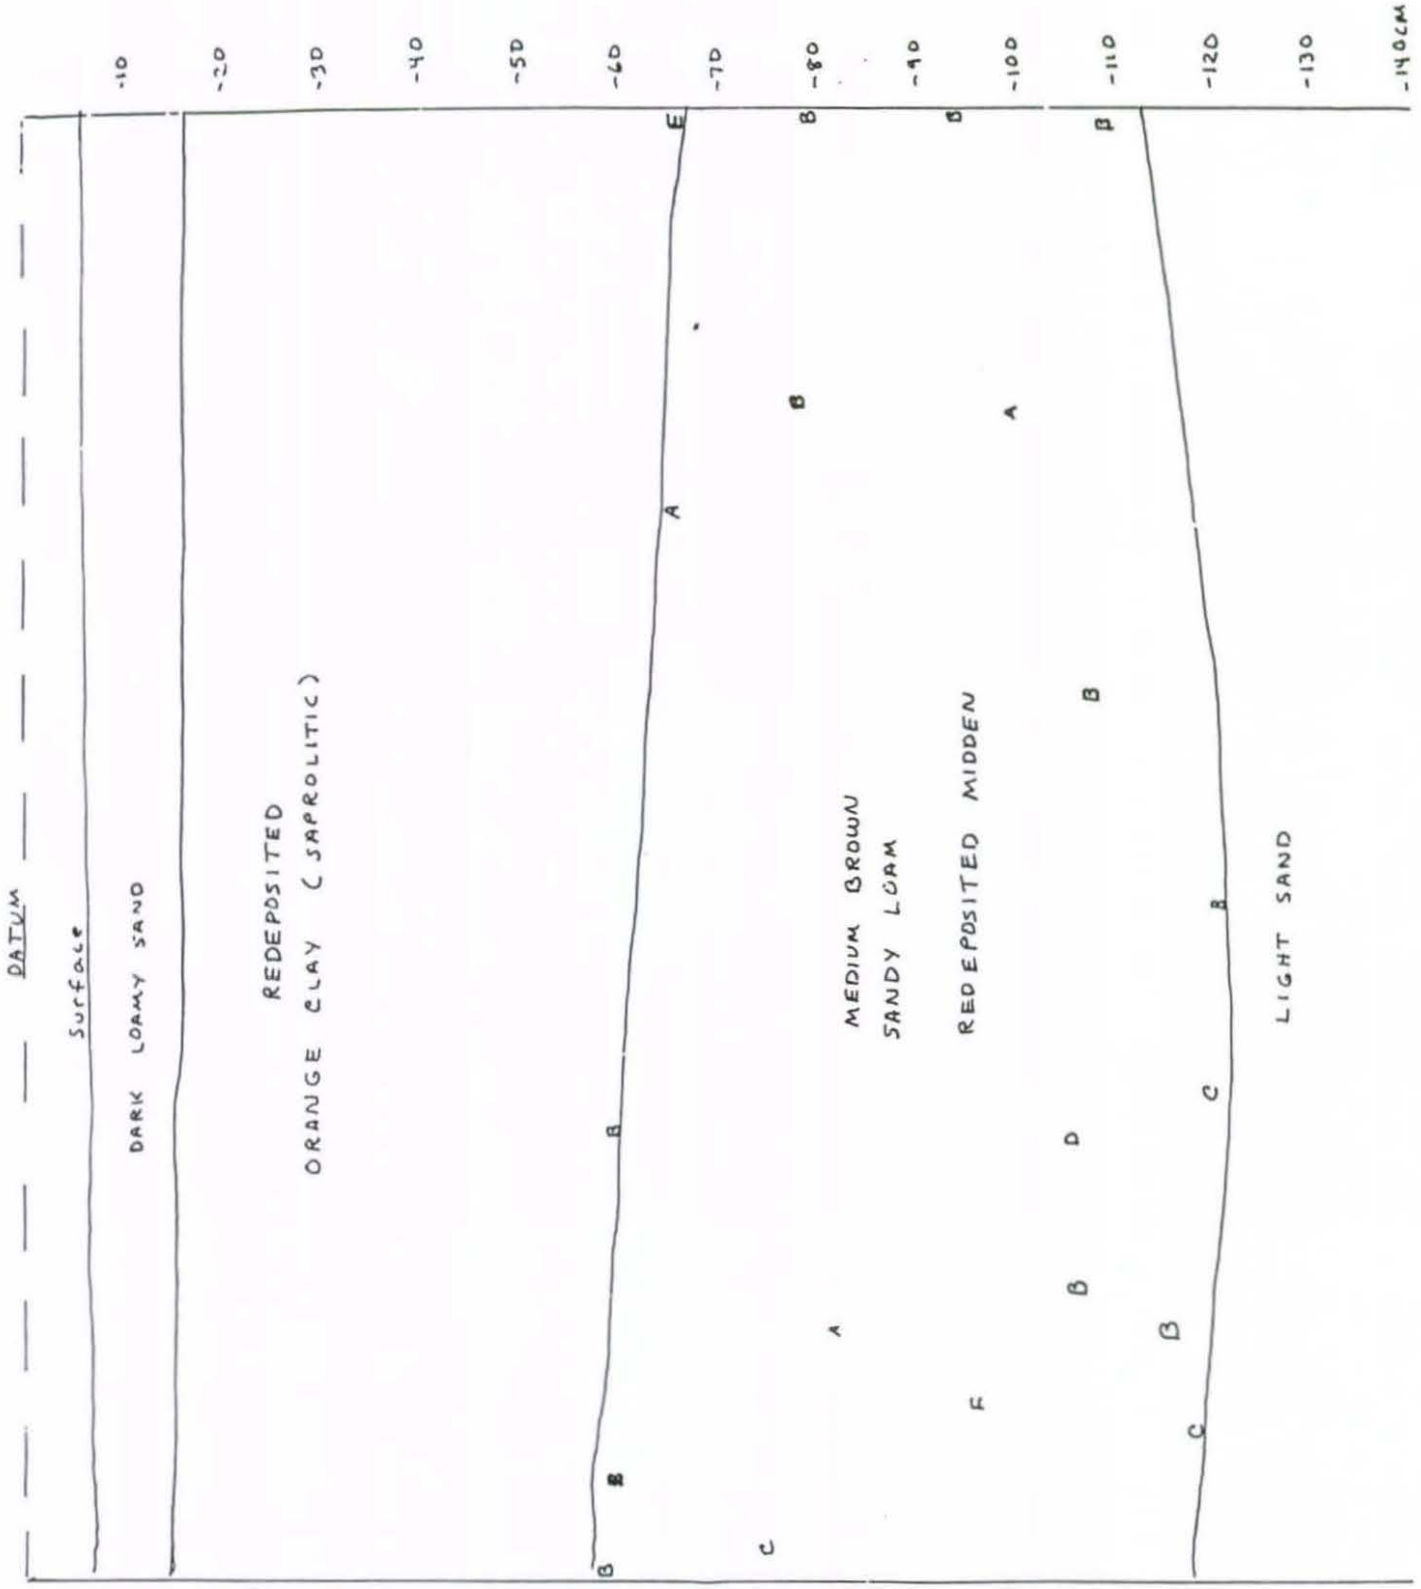 DATUM
Surface
-10
DARK LOAMY SAND
-20
REDEPOSITED
ORANGE CLAY (SAPROLITIC)
-30
-40
-50
B
B
B
-60
A
E
-70
C
B
B
-80
A
MEDIUM BROWN
SANDY LOAM
-90
B
REDEPOSITED MIDDEN
F
A
-100
D
B
B
B
-110
B
C
C
B
-120
LIGHT SAND
-130
-140CM